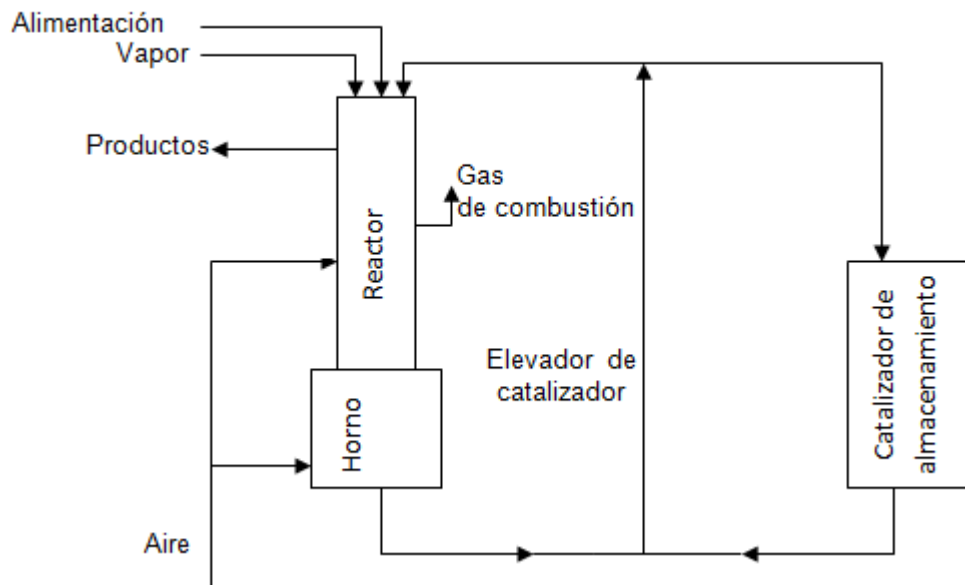 Alimentación
Vapor
Productos
Gas
de combustión
Reactor
Elevador de
catalizador
Catalizador de
almacenamiento
Horno
Aire